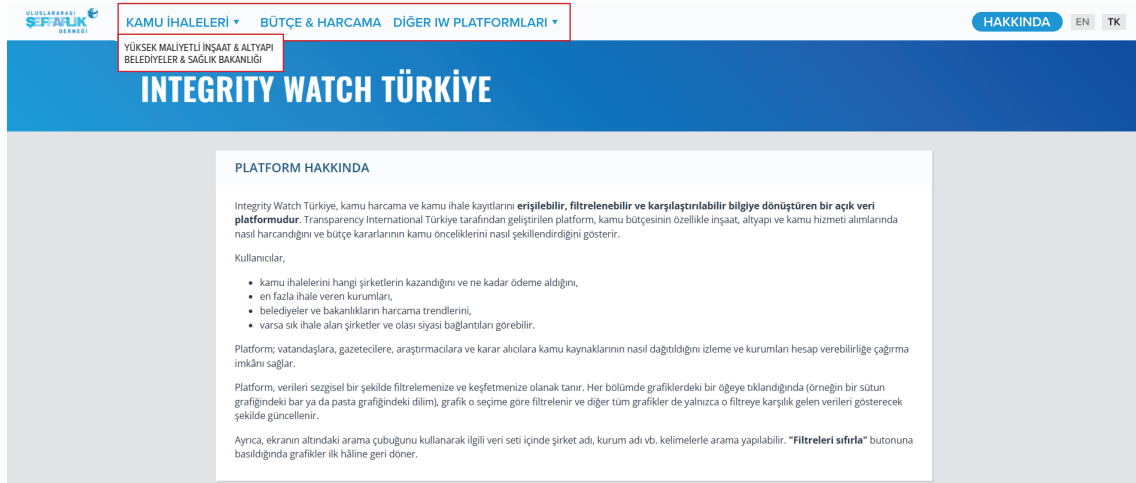 ULUSLARARASI
ŞEFFAFLIK
DERNEĞİ
KAMU İHALELERİ ▾ BÜTÇE & HARCAMA DİĞER IW PLATFORMLARI ▾
HAKKINDA EN TK
YÜKSEK MALİYETLİ İNŞAAT & ALTYAPI
BELEDİYELER & SAĞLIK BAKANLIĞI
INTEGRITY WATCH TÜRKİYE
PLATFORM HAKKINDA
Integrity Watch Türkiye, kamu harcama ve kamu ihale kayıtlarını erişilebilir, filtrelenebilir ve karşılaştırılabilir bilgiye dönüştüren bir açık veri
platformudur. Transparency International Türkiye tarafından geliştirilen platform, kamu bütçesinin özellikle inşaat, altyapı ve kamu hizmeti alımlarında
nasıl harcandığını ve bütçe kararlarının kamu önceliklerini nasıl şekillendirdiğini gösterir.
Kullanıcılar,
• kamu ihalelerini hangi şirketlerin kazandığını ve ne kadar ödeme aldığını,
• en fazla ihale veren kurumları,
• belediyeler ve bakanlıkların harcama trendlerini,
• varsa sık ihale alan şirketler ve olası siyasi bağlantıları görebilir.
Platform; vatandaşlara, gazetecilere, araştırmacılara ve karar alıcılara kamu kaynaklarının nasıl dağıtıldığını izleme ve kurumları hesap verebilirliğe çağırma
imkânı sağlar.
Platform, verileri sezgisel bir şekilde filtrelemenize ve keşfetmenize olanak tanır. Her bölümde grafiklerdeki bir öğeye tıklandığında (örneğin bir sütun
grafiğindeki bar ya da pasta grafiğindeki dilim), grafik o seçime göre filtrelenir ve diğer tüm grafikler de yalnızca o filtreye karşılık gelen verileri gösterecek
şekilde güncellenir.
Ayrıca, ekranın altındaki arama çubuğunu kullanarak ilgili veri seti içinde şirket adı, kurum adı vb. kelimelerle arama yapılabilir. "Filtreleri sıfırla" butonuna
basıldığında grafikler ilk hâline geri döner.